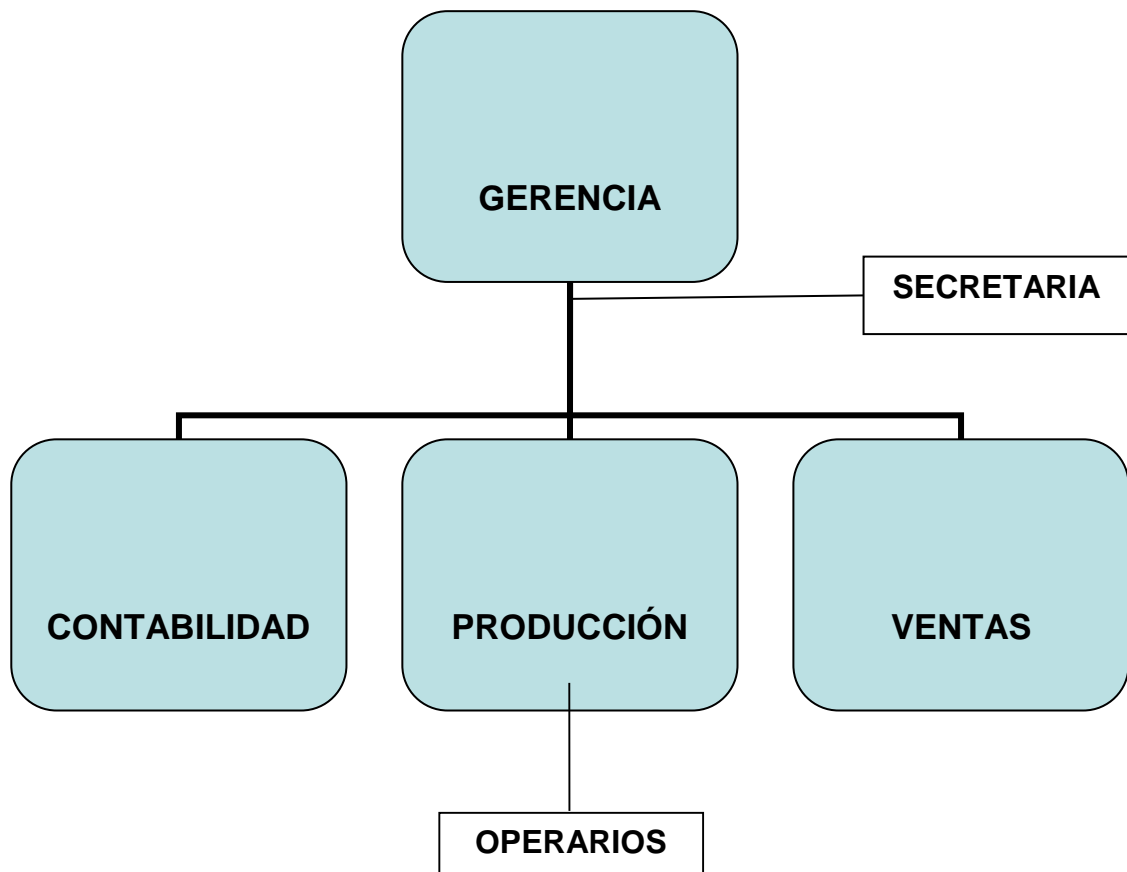 GERENCIA
SECRETARIA
CONTABILIDAD
PRODUCCIÓN
VENTAS
OPERARIOS